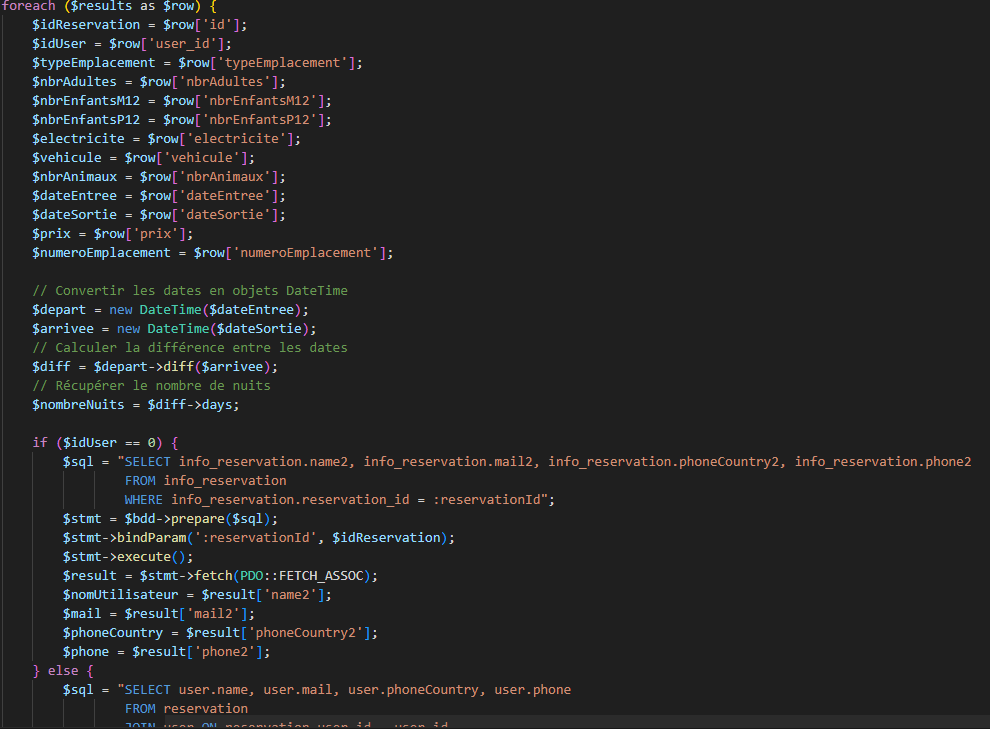 foreach ($results as $row) {
$idReservation = $row['id'];
$idUser = $row['user_id'];
$typeEmplacement = $row['typeEmplacement'];
$nbrAdultes = $row['nbrAdultes'];
$nbrEnfantsM12 = $row['nbrEnfantsM12'];
$nbrEnfantsP12 = $row['nbrEnfantsP12'];
$electricite = $row['electricite'];
$vehicule = $row['vehicule'];
$nbrAnimaux = $row['nbrAnimaux'];
$dateEntree = $row['dateEntree'];
$dateSortie = $row['dateSortie'];
$prix = $row['prix'];
$numeroEmplacement = $row['numeroEmplacement'];
// Convertir les dates en objets DateTime
$depart = new DateTime($dateEntree);
$arrivee = new DateTime($dateSortie);
// Calculer la différence entre les dates
$diff = $depart->diff($arrivee);
// Récupérer le nombre de nuits
$nombreNuits = $diff->days;
if ($idUser == 0) {
$sql = "SELECT info_reservation.name2, info_reservation.mail2, info_reservation.phoneCountry2, info_reservation.phone2
FROM info_reservation
WHERE info_reservation.reservation_id = :reservationId";
$stmt = $bdd->prepare($sql);
$stmt->bindParam(':reservationId', $idReservation);
$stmt->execute();
$result = $stmt->fetch(PDO::FETCH_ASSOC);
$nomUtilisateur = $result['name2'];
$mail = $result['mail2'];
$phoneCountry = $result['phoneCountry2'];
$phone = $result['phone2'];
} else {
$sql = "SELECT user.name, user.mail, user.phoneCountry, user.phone
FROM reservation
JOIN user ON reservation.user_id = user.id